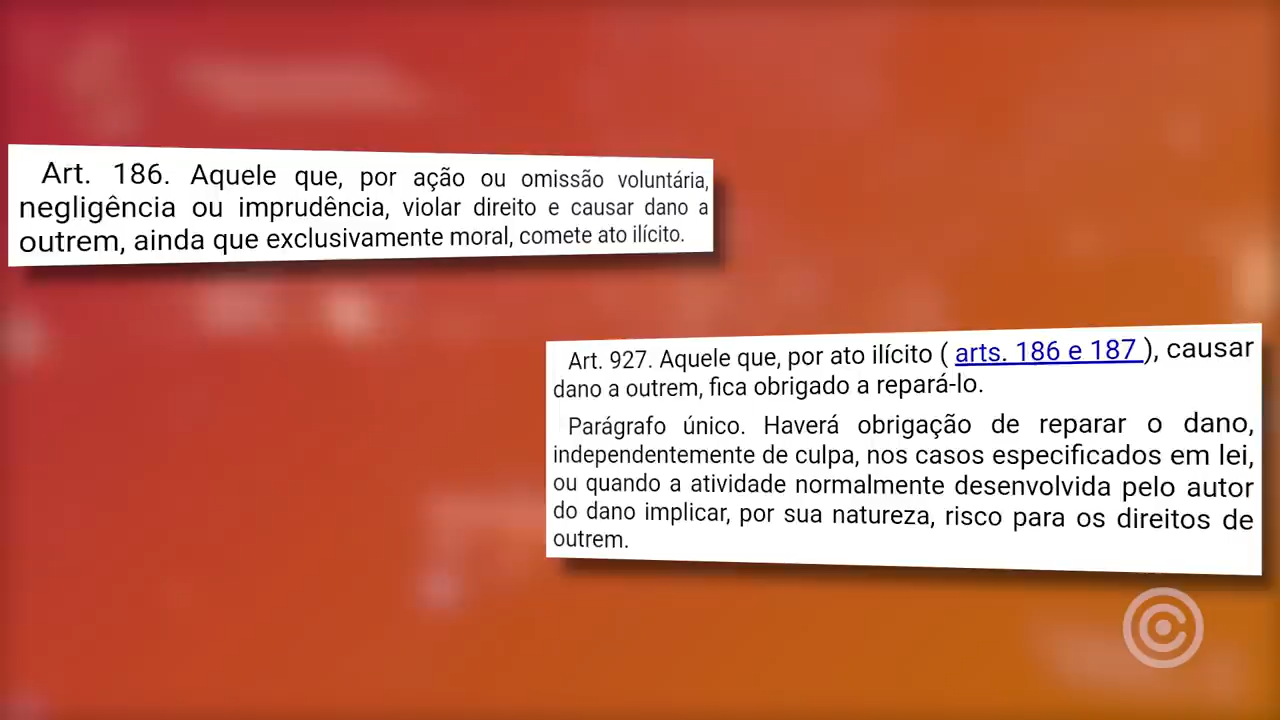 Art. 186. Aquele que, por ação ou omissão voluntária,
negligência ou imprudência, violar direito e causar dano a
outrem, ainda que exclusivamente moral, comete ato ilícito.
Art. 927. Aquele que, por ato ilícito ( arts. 186 e 187 ), causar
dano a outrem, fica obrigado a repará-lo.
Parágrafo único. Haverá obrigação de reparar o dano,
independentemente de culpa, nos casos especificados em lei,
ou quando a atividade normalmente desenvolvida pelo autor
do dano implicar, por sua natureza, risco para os direitos de
outrem.